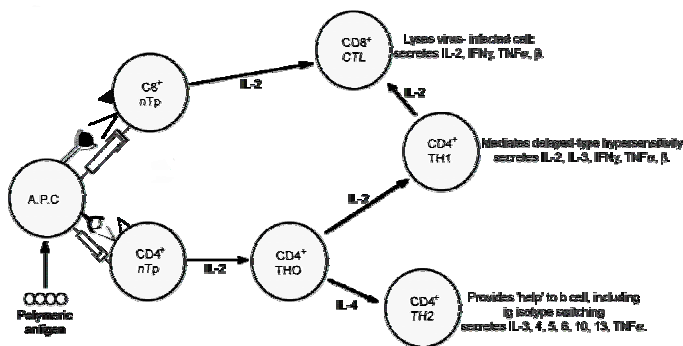 CD8+
CTL
Lyses virus- infected cell:
secretes IL-2, IFNγ, TNFα, β.
C8+
nTp
IL-2
IL-2
CD4+
TH1
Mediates delayed-type hypersensitivity
secretes IL-2, IL-3, IFNγ, TNFα, β.
A.P.C
IL-2
CD4+
nTp
IL-2
CD4+
THO
IL-4
CD4+
TH2
Provides 'help' to b cell, including
ig isotype switching
secretes IL-3, 4, 5, 6, 10, 13, TNFα.
Polymeric
antigen